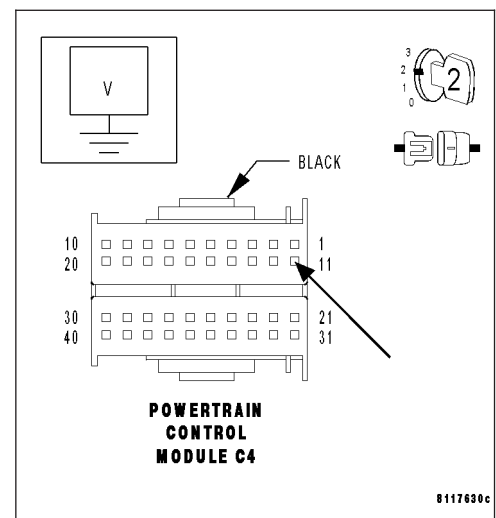 V
3
2
1
0
2
BLACK
10 1
20 11
30 21
40 31
POWERTRAIN
CONTROL
MODULE C4
8117630c